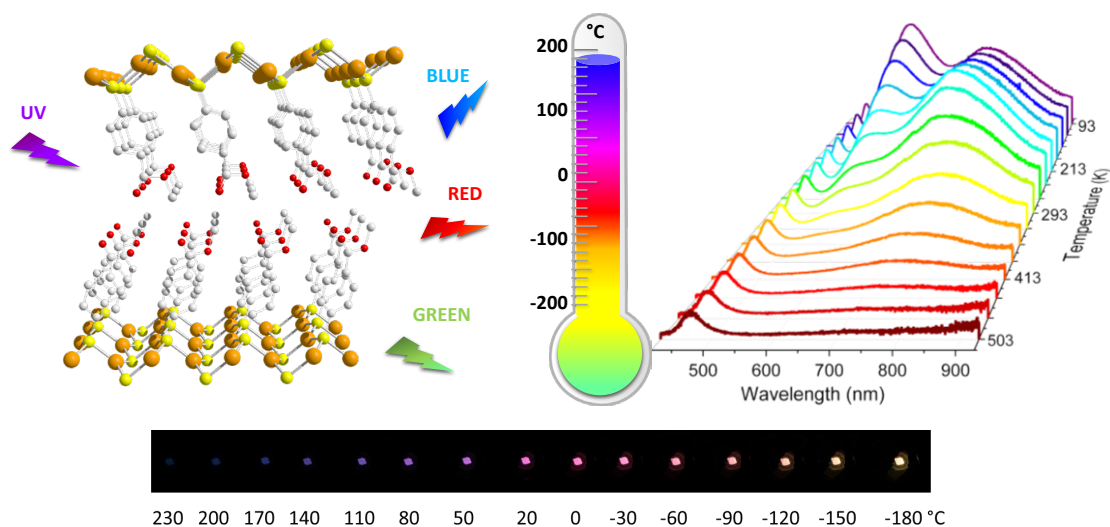 UV
BLUE
RED
GREEN
°C
200
100
0
-100
-200
93
213
293
413
503
Temperature (K)
500 600 700 800 900
Wavelength (nm)
230 200 170 140 110 80 50 20 0 -30 -60 -90 -120 -150 -180 °C